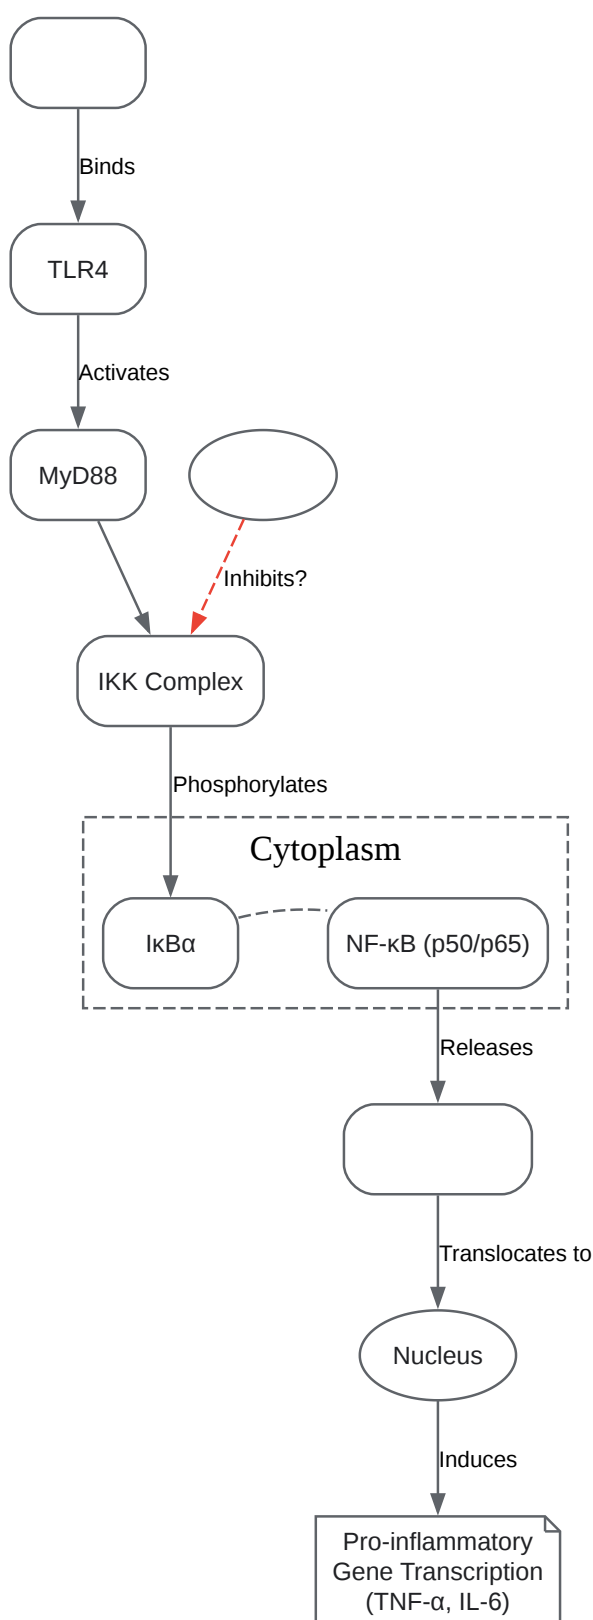 Binds
TLR4
Activates
MyD88
Inhibits?
IKK Complex
Phosphorylates
Cytoplasm
IκBα
NF-κB (p50/p65)
Releases
Translocates to
Nucleus
Induces
Pro-inflammatory
Gene Transcription
(TNF-α, IL-6)